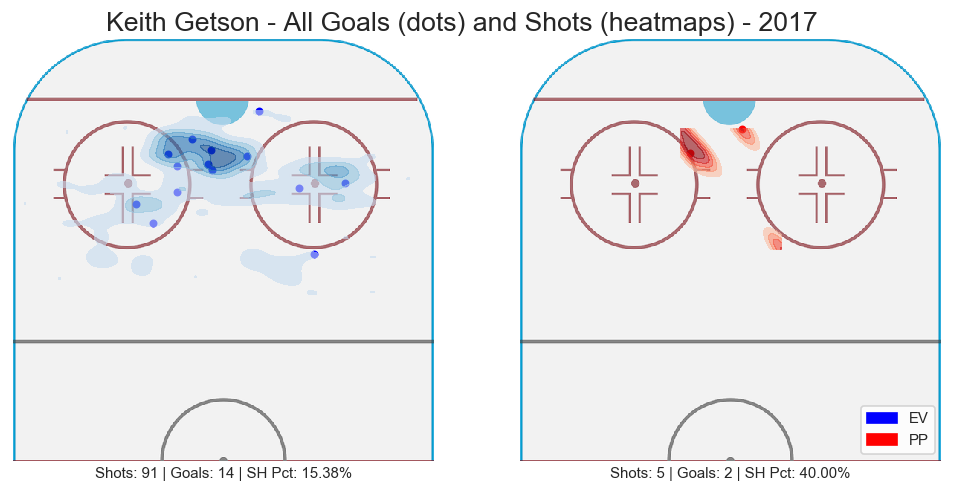 Keith Getson - All Goals (dots) and Shots (heatmaps) - 2017
EV
PP
Shots: 91 | Goals: 14 | SH Pct: 15.38%
Shots: 5 | Goals: 2 | SH Pct: 40.00%